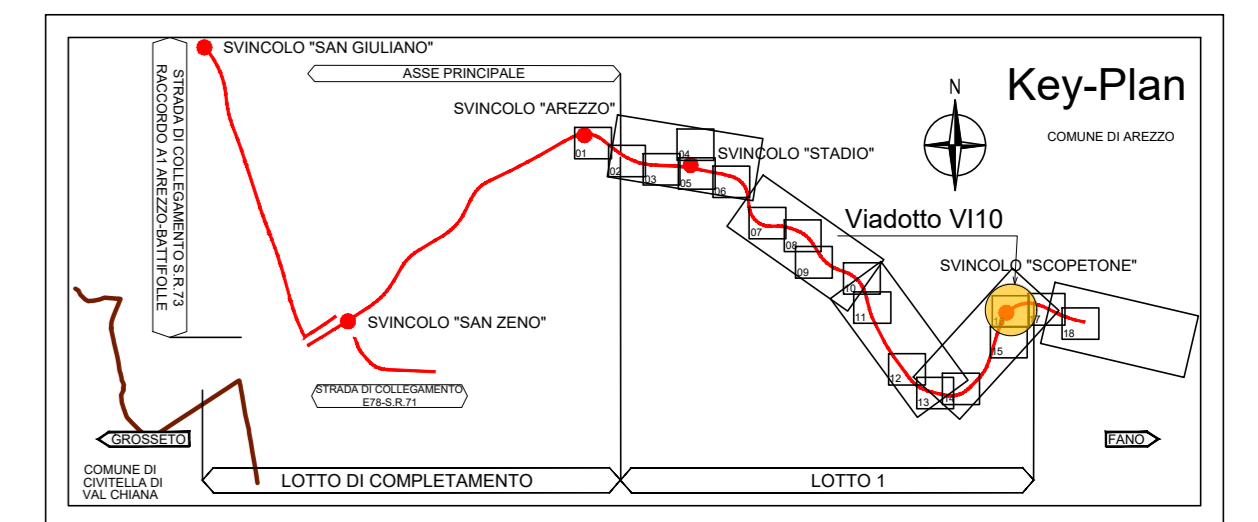 SVINCOLO "SAN GIULIANO"
STRADA DI COLLEGAMENTO S.R.73
RACCORDO A1 AREZZO-BATTIFOLLE
ASSE PRINCIPALE
Key-Plan
N
COMUNE DI AREZZO
SVINCOLO "AREZZO"
SVINCOLO "STADIO"
01
02
03
04
05
06
07
08
09
10
11
12
13
14
15
16
17
18
Viadotto VI10
SVINCOLO "SCOPETONE"
SVINCOLO "SAN ZENO"
STRADA DI COLLEGAMENTO
E78-S.R.71
GROSSETO
FANO
COMUNE DI
CIVITELLA DI
VAL CHIANA
LOTTO DI COMPLETAMENTO
LOTTO 1